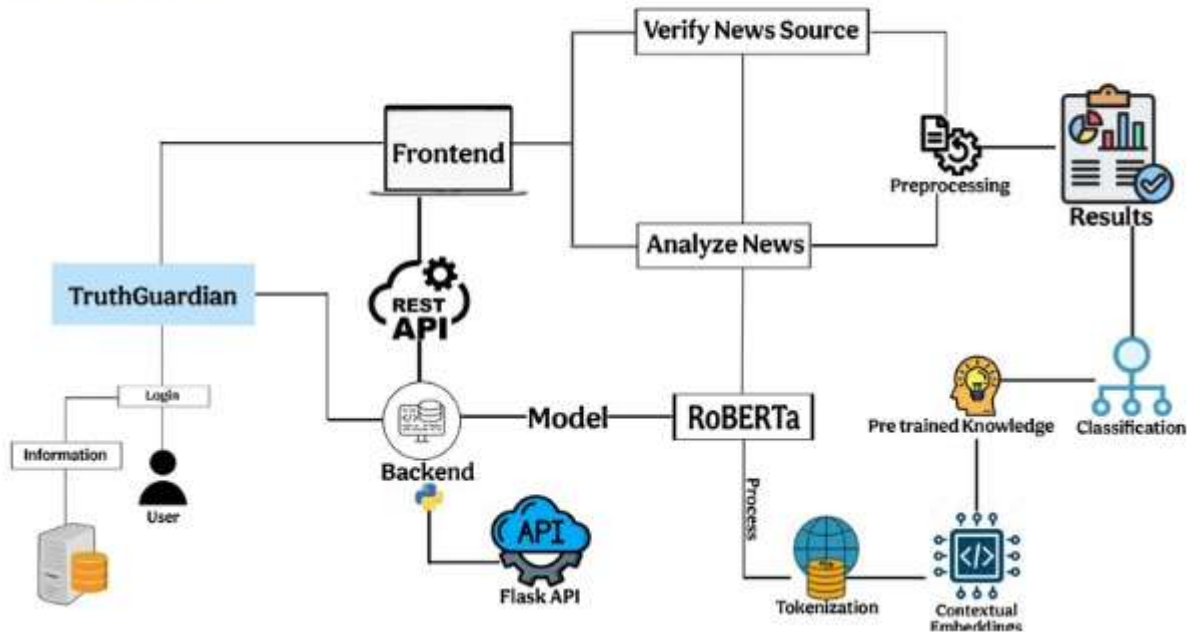 Verify News Source
Frontend
Preprocessing
Results
Analyze News
TruthGuardian
REST
API
Login
RoBERTa
Model
Pre trained Knowledge
Classification
Information
Backend
User
Process
API
Flask API
Tokenization
Contextual
Embeddings